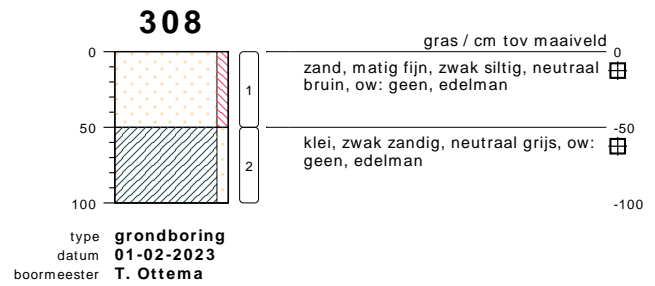 308
gras / cm tov maaiveld
0
0
zand, matig fijn, zwak siltig, neutraal
bruin, ow: geen, edelman
1
50
-50
klei, zwak zandig, neutraal grijs, ow:
geen, edelman
2
100
-100
type grondboring
datum 01-02-2023
boormeester T. Ottema